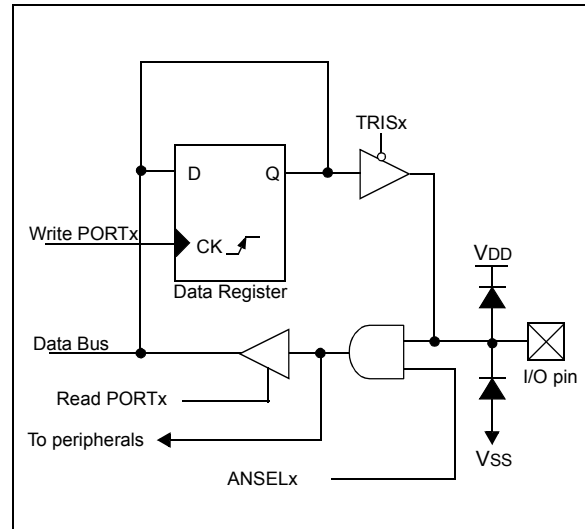 TRISx
D Q
Write PORTx
CK
Data Register
VDD
Data Bus
I/O pin
Read PORTx
To peripherals
VSS
ANSELx